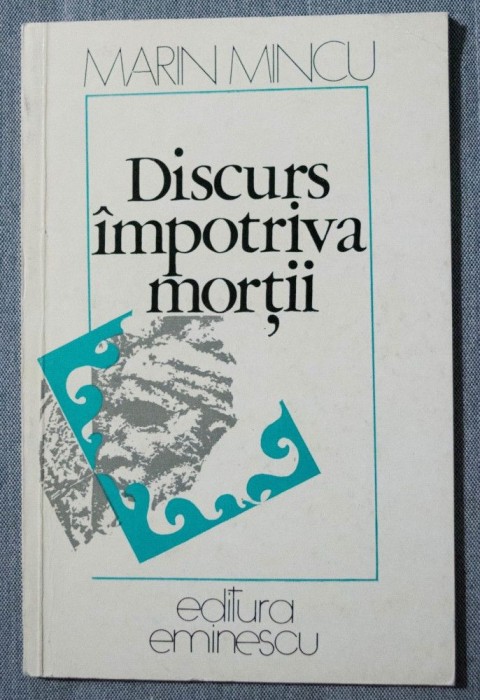 MARIN MINCU
Discurs
împotriva
morții
editura
eminescu